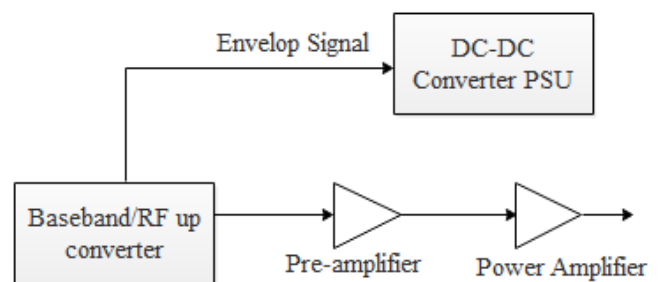 Envelop Signal
DC-DC
Converter PSU
Baseband/RF up
converter
Pre-amplifier
Power Amplifier